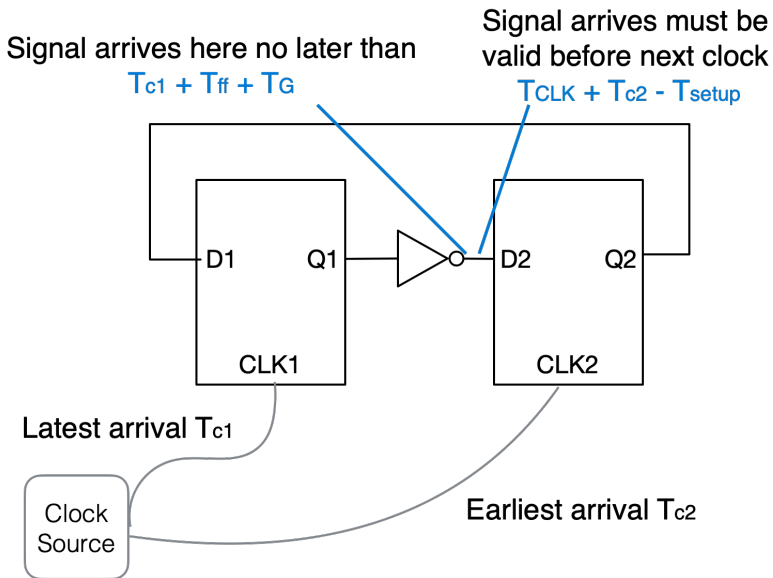 Signal arrives here no later than
Tc1 + Tff + TG
Signal arrives must be
valid before next clock
TCLK + Tc2 - Tsetup
D1
Q1
D2
Q2
CLK1
CLK2
Latest arrival Tc1
Clock
Source
Earliest arrival Tc2